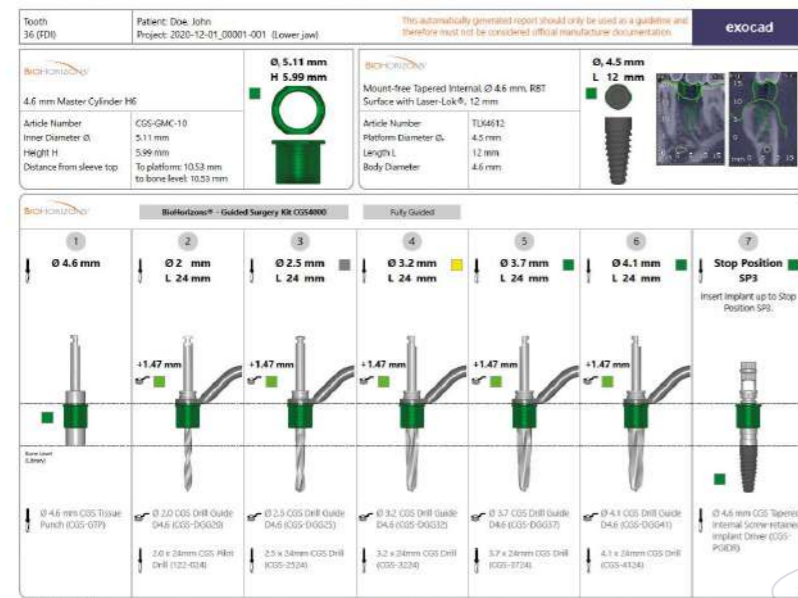 Tooth
36 (FDI)
Patient: Doe, John
Project: 2020-12-01_00001-001 (Lower jaw)
This automatically generated report should only be used as a guideline and
therefore must not be considered official manufacturer documentation.
exocad
BIOHORIZONS
4.6 mm Master Cylinder H6
Article Number CGS-GMC-10
Inner Diameter Ø, 5.11 mm
Height H 5.99 mm
Distance from sleeve top To platform: 10.53 mm
to bone level: 10.53 mm
Ø, 5.11 mm
H 5.99 mm
BIOHORIZONS
Mount-free Tapered Internal, Ø 4.6 mm, RBT
Surface with Laser-Lok®, 12 mm
Article Number TLX4612
Platform Diameter Ø, 4.5 mm
Length L 12 mm
Body Diameter 4.6 mm
Ø, 4.5 mm
L 12 mm
BIOHORIZONS
BioHorizons® - Guided Surgery Kit CGS4000
Fully Guided
1
Ø 4.6 mm
2
Ø 2 mm
L 24 mm
3
Ø 2.5 mm
L 24 mm
4
Ø 3.2 mm
L 24 mm
5
Ø 3.7 mm
L 24 mm
6
Ø 4.1 mm
L 24 mm
7
Stop Position
SP3
Insert implant up to Stop
Position SP3.
+1.47 mm
+1.47 mm
+1.47 mm
+1.47 mm
+1.47 mm
Bone Level
Ø 4.6 mm CGS Tissue
Punch (CGS-GTP)
Ø 2.0 CGS Drill Guide
D4.6 (CGS-DGG20)
2.0 x 24mm CGS Pilot
Drill (122-024)
Ø 2.5 CGS Drill Guide
D4.6 (CGS-DGG25)
2.5 x 24mm CGS Drill
(CGS-2524)
Ø 3.2 CGS Drill Guide
D4.6 (CGS-DGG32)
3.2 x 24mm CGS Drill
(CGS-3224)
Ø 3.7 CGS Drill Guide
D4.6 (CGS-DGG37)
3.7 x 24mm CGS Drill
(CGS-3724)
Ø 4.1 CGS Drill Guide
D4.6 (CGS-DGG41)
4.1 x 24mm CGS Drill
(CGS-4124)
Ø 4.6 mm CGS Tapered
Internal Screw-retained
Implant Driver (CGS-
PGIDR)